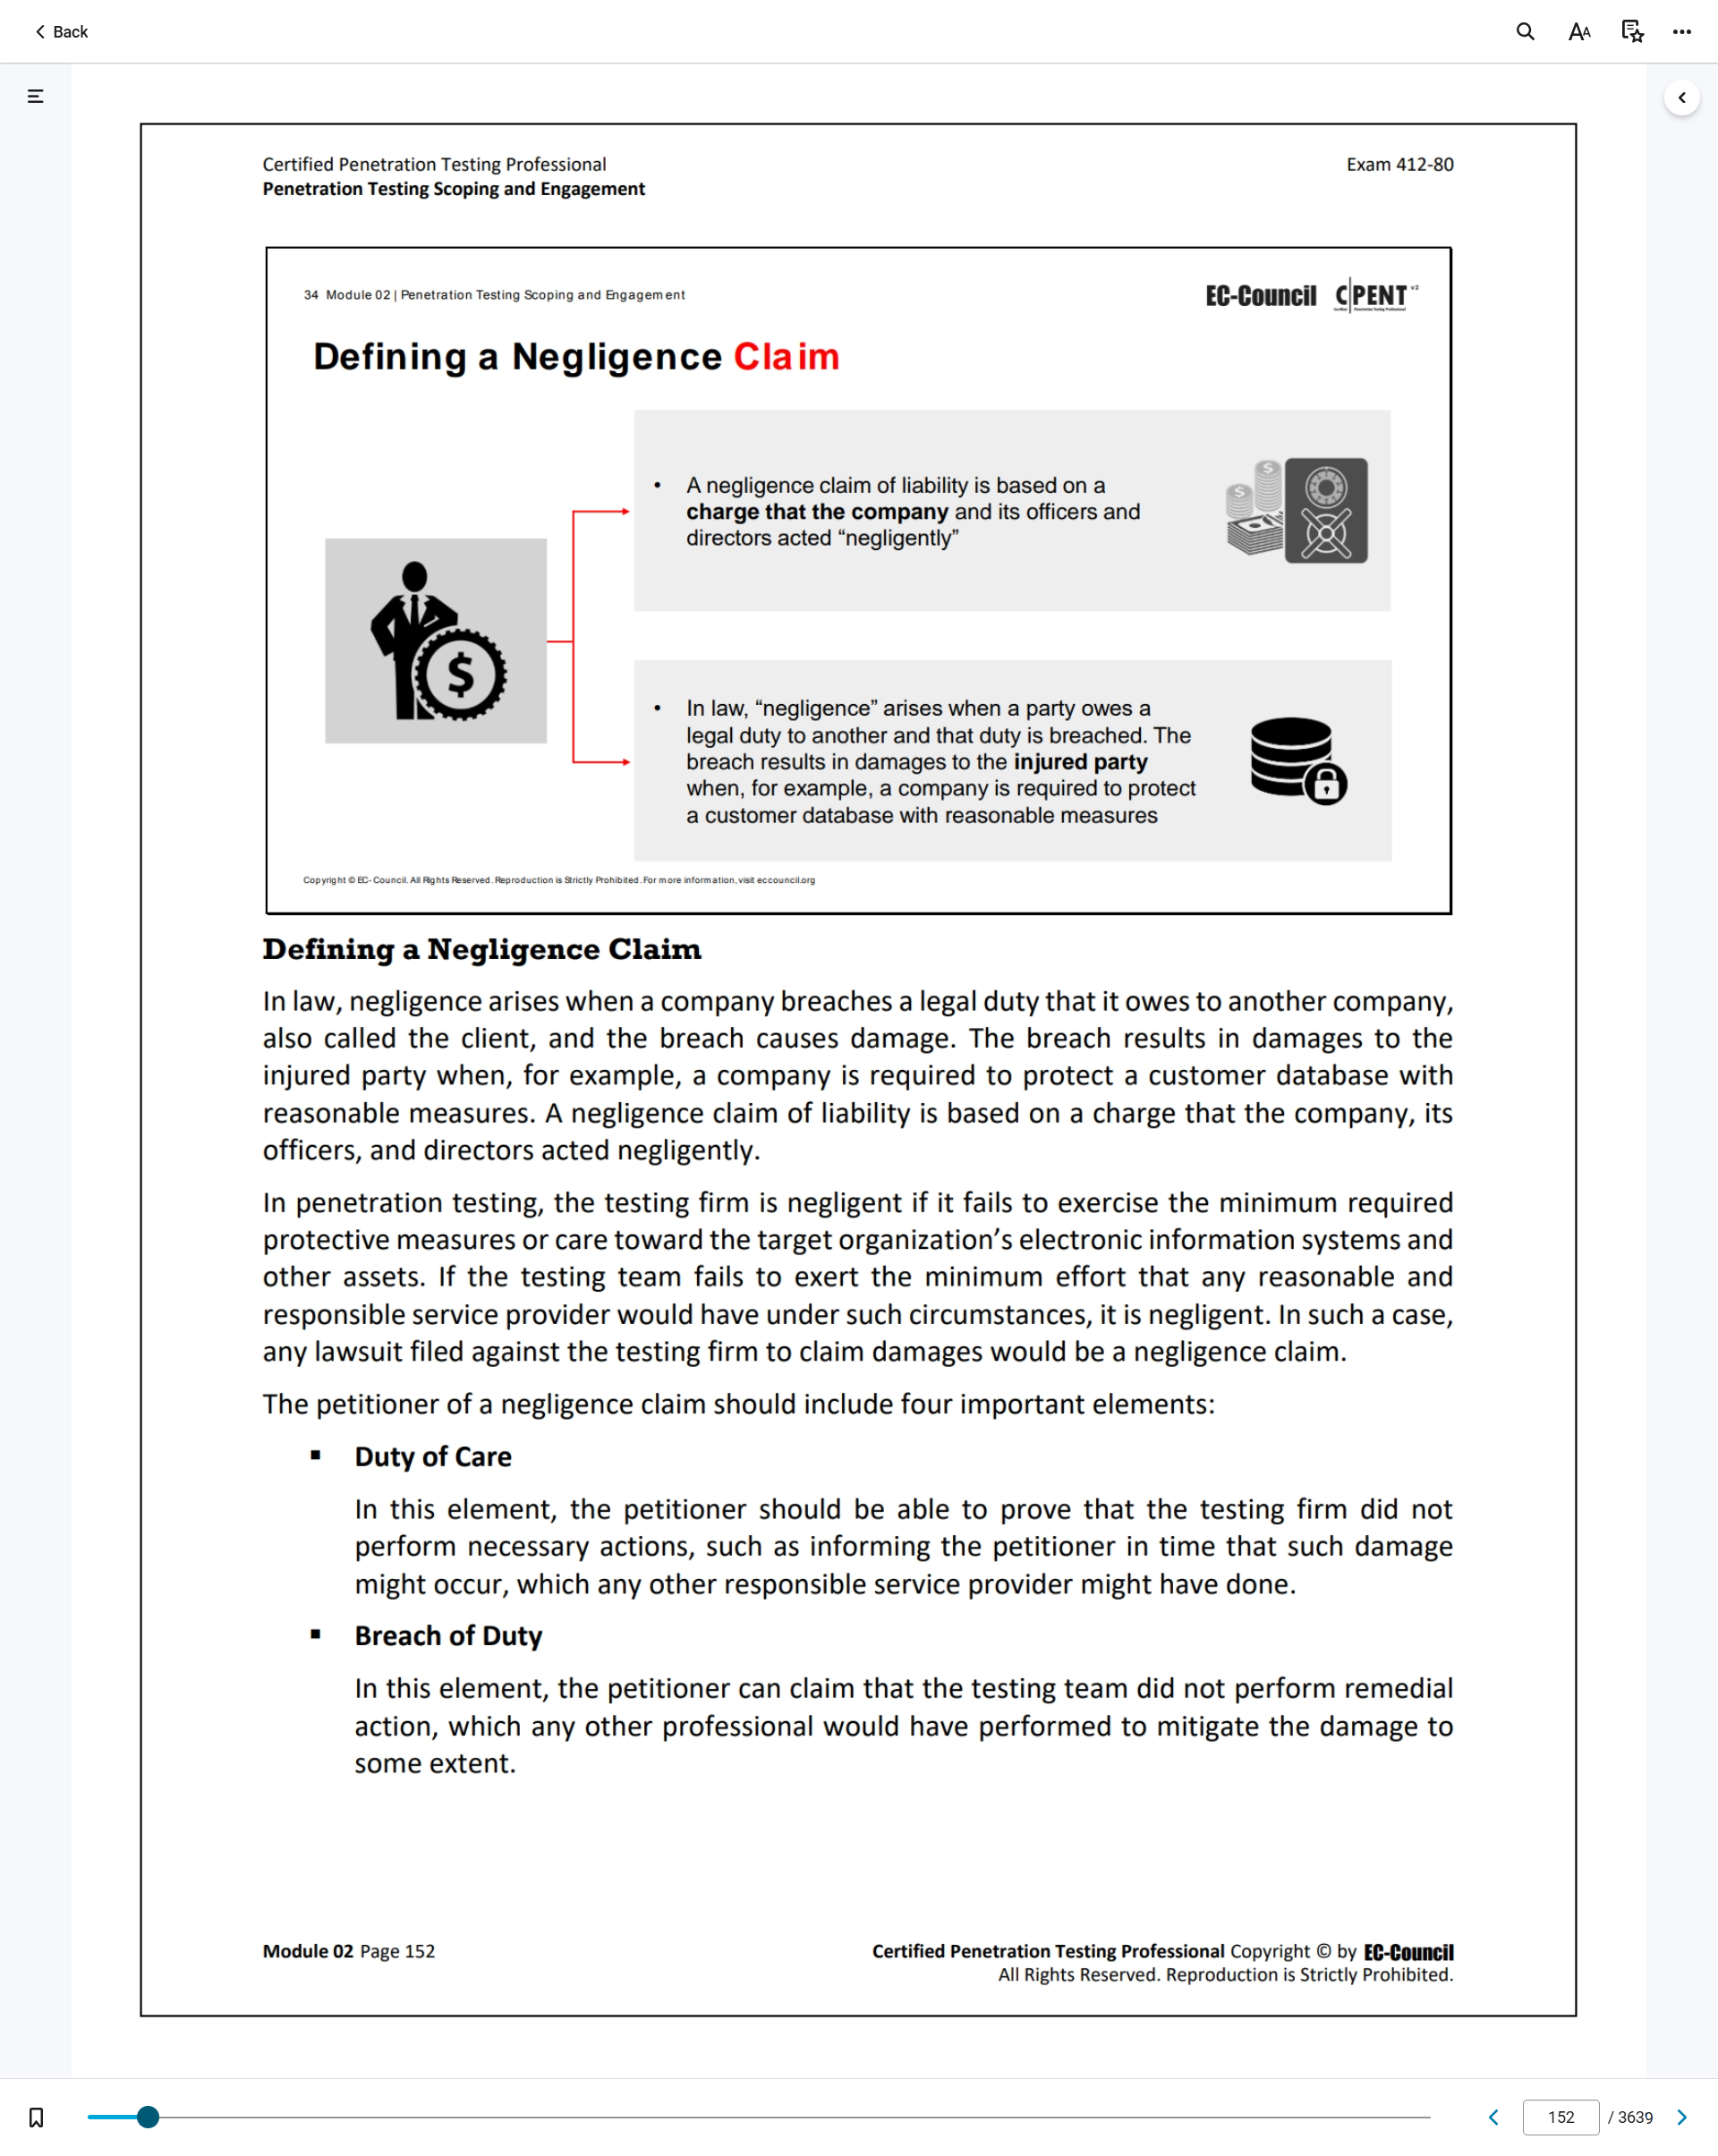 Back
Certified Penetration Testing Professional
Exam 412-80
Penetration Testing Scoping and Engagement
34 Module 02 | Penetration Testing Scoping and Engagement
EC-Council C|PENT v2
Defining a Negligence Claim
• A negligence claim of liability is based on a
charge that the company and its officers and
directors acted “negligently”
• In law, “negligence” arises when a party owes a
legal duty to another and that duty is breached. The
breach results in damages to the injured party
when, for example, a company is required to protect
a customer database with reasonable measures
Copyright © EC-Council. All Rights Reserved. Reproduction is Strictly Prohibited. For more information, visit eccouncil.org
Defining a Negligence Claim
In law, negligence arises when a company breaches a legal duty that it owes to another company,
also called the client, and the breach causes damage. The breach results in damages to the
injured party when, for example, a company is required to protect a customer database with
reasonable measures. A negligence claim of liability is based on a charge that the company, its
officers, and directors acted negligently.
In penetration testing, the testing firm is negligent if it fails to exercise the minimum required
protective measures or care toward the target organization’s electronic information systems and
other assets. If the testing team fails to exert the minimum effort that any reasonable and
responsible service provider would have under such circumstances, it is negligent. In such a case,
any lawsuit filed against the testing firm to claim damages would be a negligence claim.
The petitioner of a negligence claim should include four important elements:
▪ Duty of Care
In this element, the petitioner should be able to prove that the testing firm did not
perform necessary actions, such as informing the petitioner in time that such damage
might occur, which any other responsible service provider might have done.
▪ Breach of Duty
In this element, the petitioner can claim that the testing team did not perform remedial
action, which any other professional would have performed to mitigate the damage to
some extent.
Module 02 Page 152
Certified Penetration Testing Professional Copyright © by EC-Council
All Rights Reserved. Reproduction is Strictly Prohibited.
152 / 3639